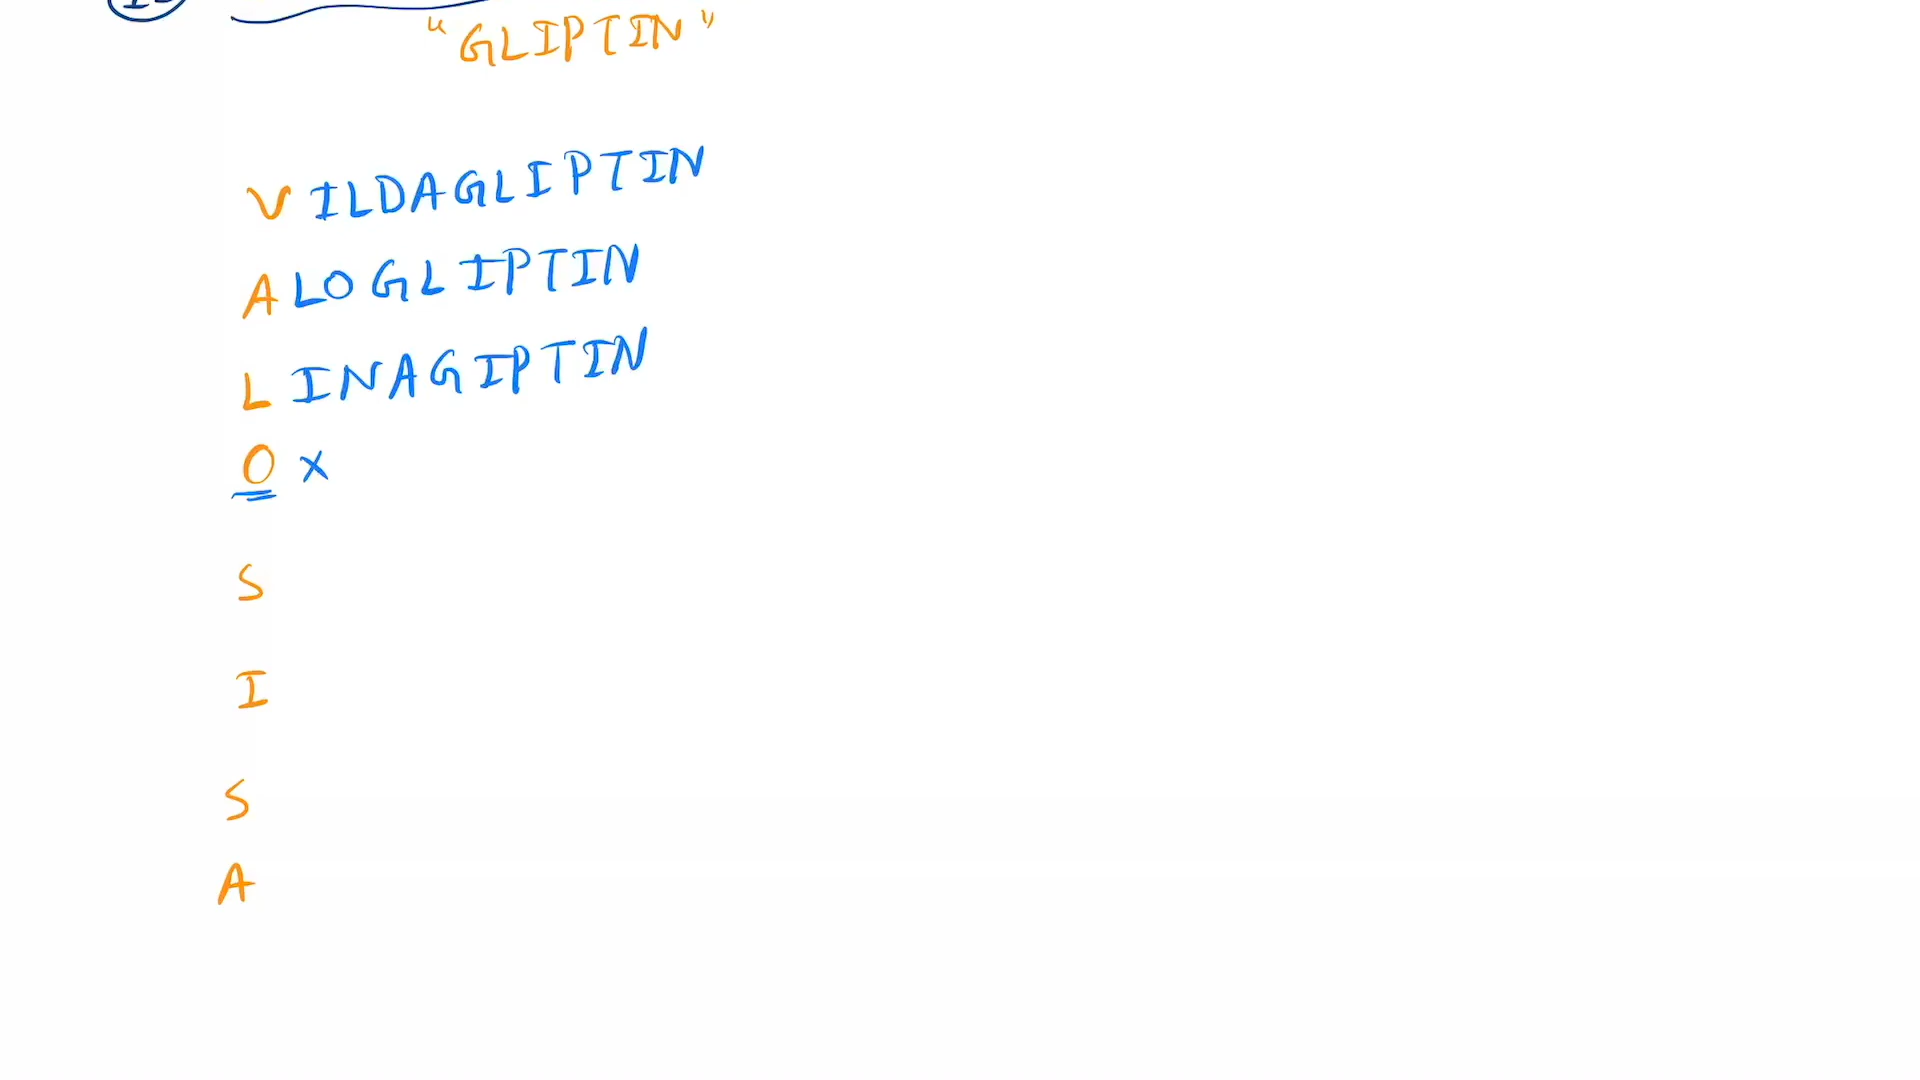 "GLIPTIN"
VILDAGLIPTIN
ALOGLIPTIN
LINAGIPTIN
O X
S
I
S
A